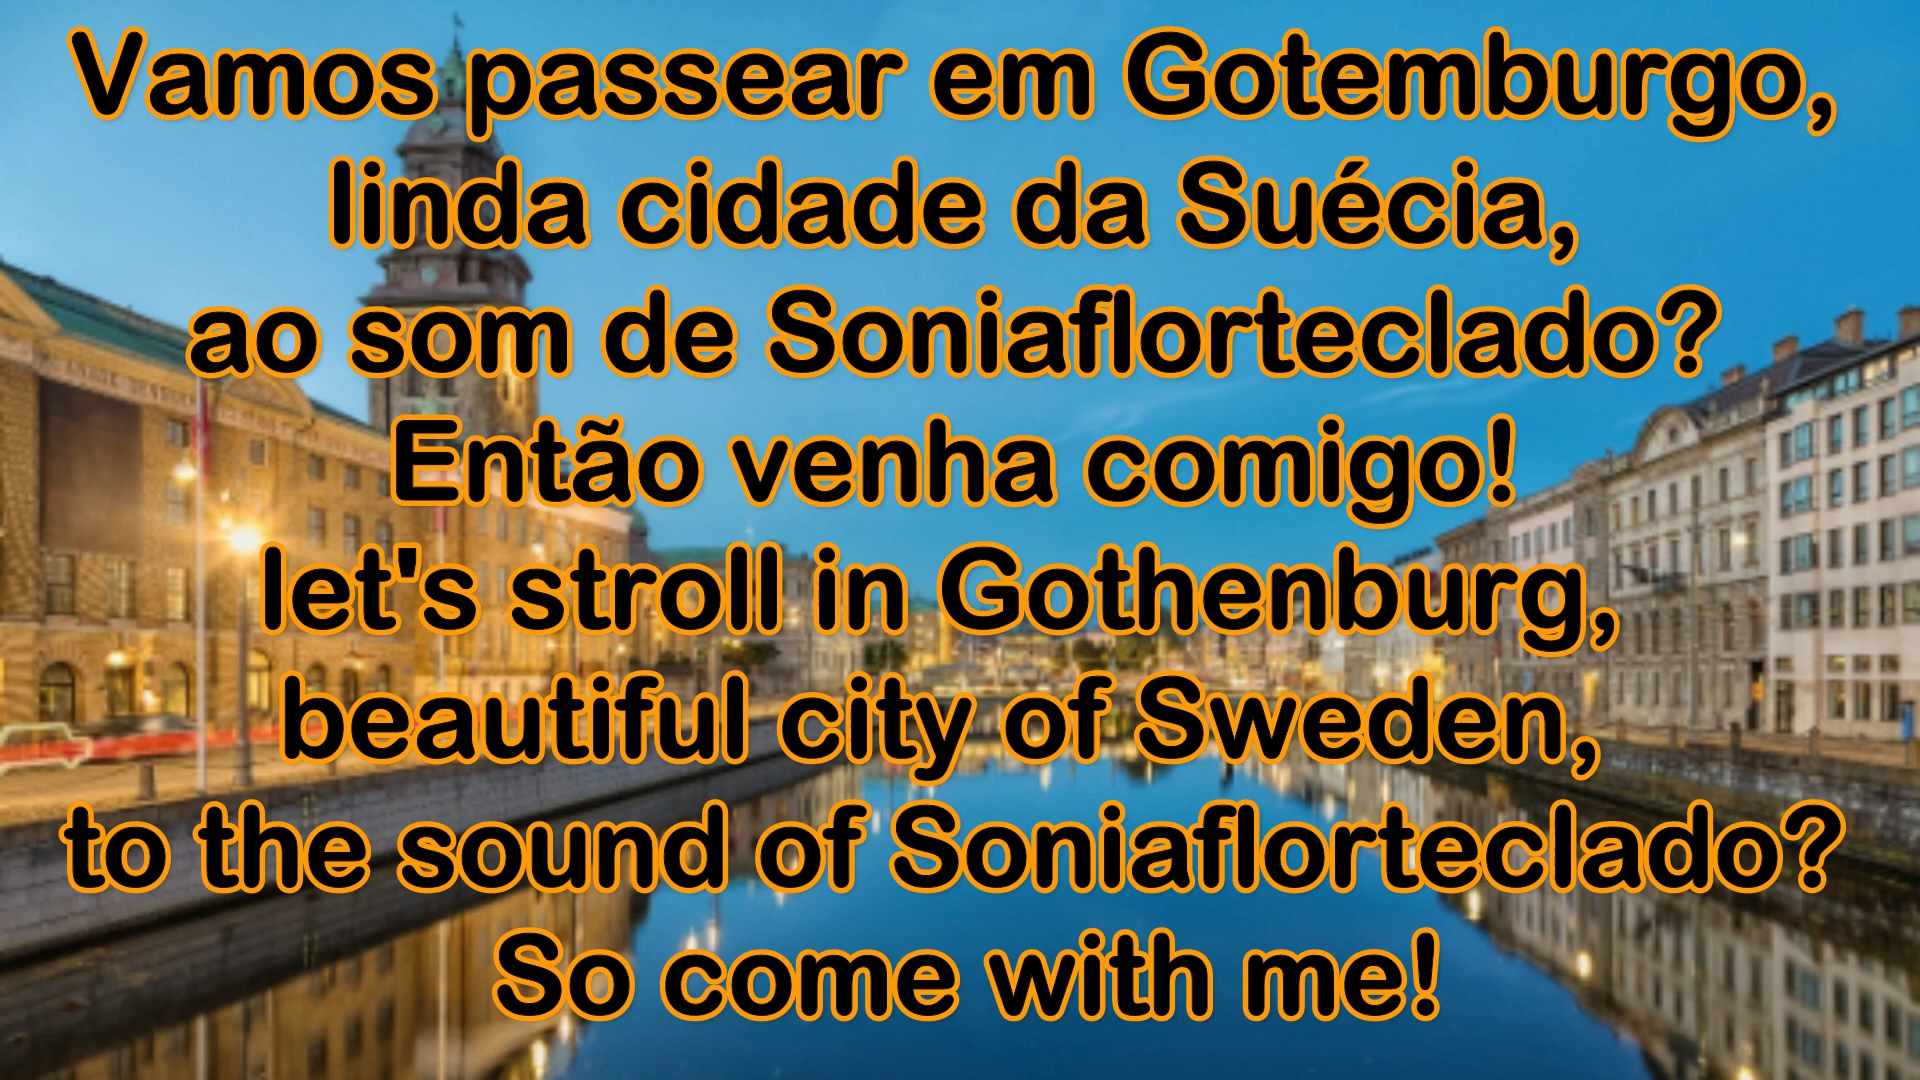 Vamos passear em Gotemburgo,
linda cidade da Suécia,
ao som de Soniaflorteclado?
Então venha comigo!
let's stroll in Gothenburg,
beautiful city of Sweden,
to the sound of Soniaflorteclado?
So come with me!